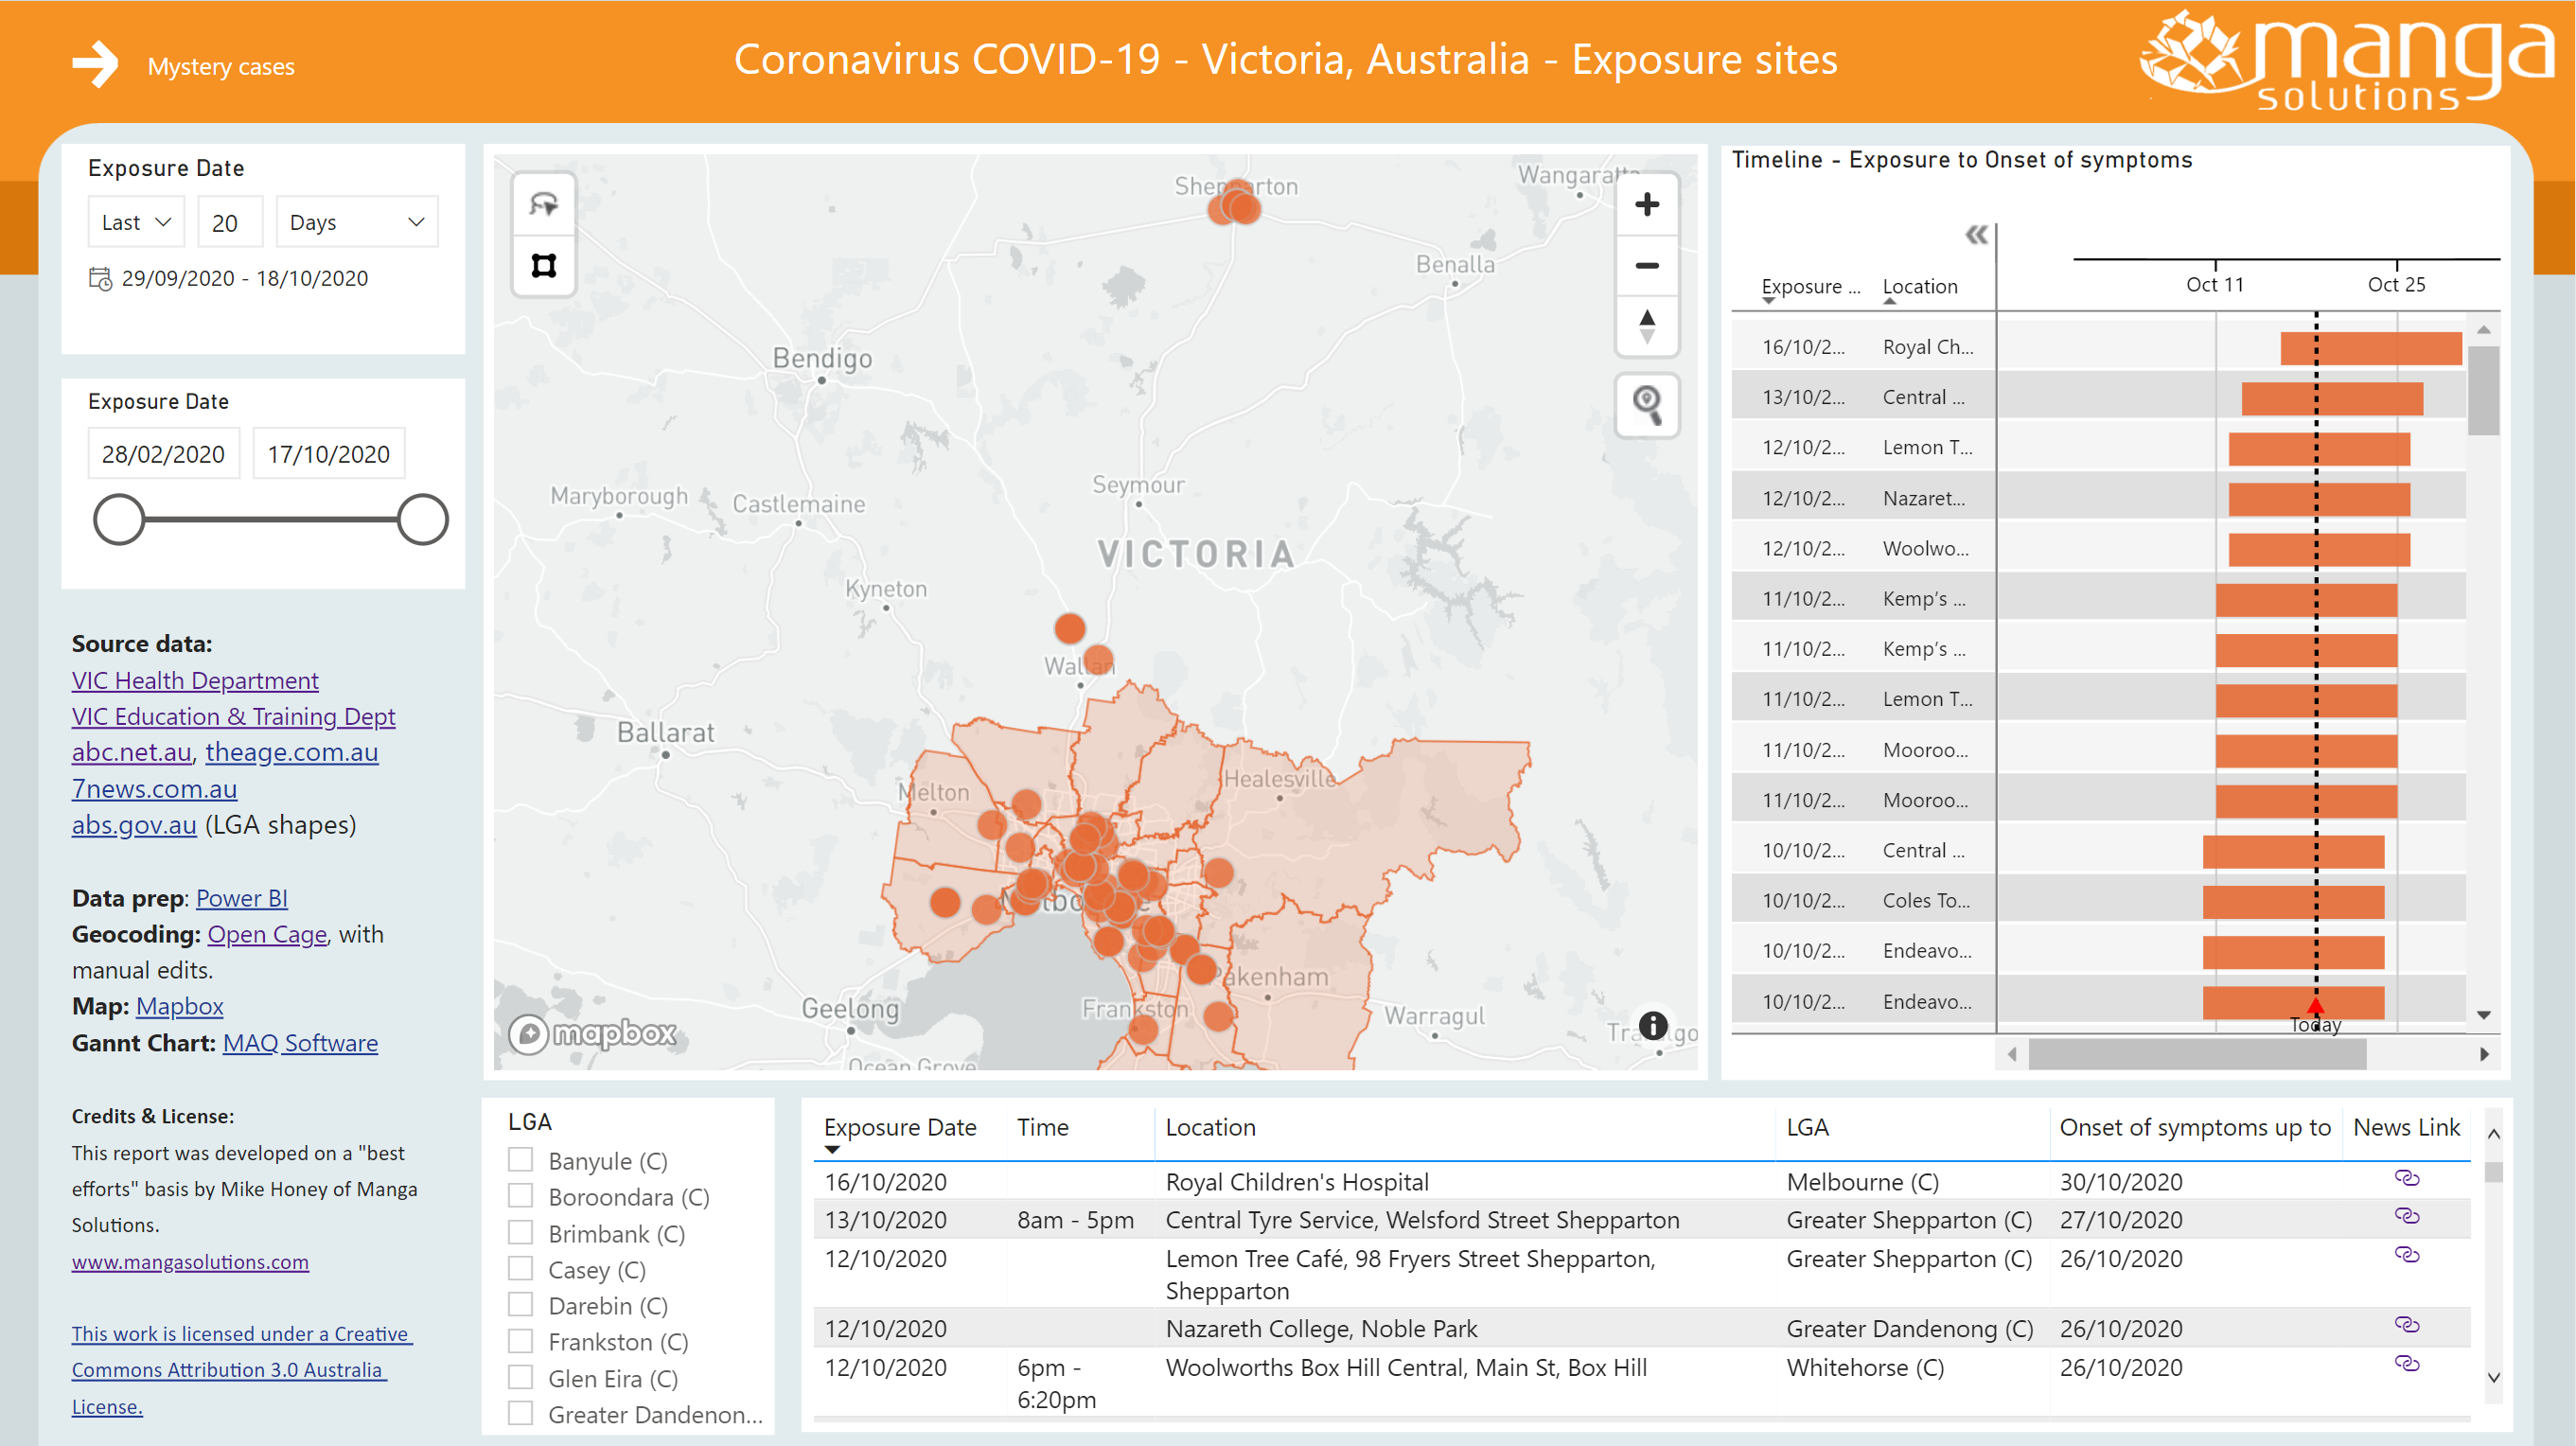 Mystery cases
Coronavirus COVID-19 - Victoria, Australia - Exposure sites
manga
solutions
Exposure Date
Last 20 Days
29/09/2020 - 18/10/2020
Exposure Date
28/02/2020 17/10/2020
Source data:
VIC Health Department
VIC Education & Training Dept
abc.net.au, theage.com.au
7news.com.au
abs.gov.au (LGA shapes)
Data prep: Power BI
Geocoding: Open Cage, with
manual edits.
Map: Mapbox
Gannt Chart: MAQ Software
Credits & License:
This report was developed on a "best
efforts" basis by Mike Honey of Manga
Solutions.
www.mangasolutions.com
This work is licensed under a Creative
Commons Attribution 3.0 Australia
License.
Shepparton
Wangaratta
Benalla
Bendigo
Seymour
Maryborough
Castlemaine
VICTORIA
Kyneton
Wallan
Ballarat
Healesville
Melton
Melbourne
Pakenham
Geelong
Frankston
Warragul
mapbox
Ocean Grove
Timeline - Exposure to Onset of symptoms
Oct 11 Oct 25
Exposure ... Location
16/10/2... Royal Ch...
13/10/2... Central ...
12/10/2... Lemon T...
12/10/2... Nazaret...
12/10/2... Woolwo...
11/10/2... Kemp's ...
11/10/2... Kemp's ...
11/10/2... Lemon T...
11/10/2... Mooroo...
11/10/2... Mooroo...
10/10/2... Central ...
10/10/2... Coles To...
10/10/2... Endeavo...
10/10/2... Endeavo...
Today
LGA
Banyule (C)
Boroondara (C)
Brimbank (C)
Casey (C)
Darebin (C)
Frankston (C)
Glen Eira (C)
Greater Dandenon...
Exposure Date Time Location LGA Onset of symptoms up to News Link
16/10/2020 Royal Children's Hospital Melbourne (C) 30/10/2020
13/10/2020 8am - 5pm Central Tyre Service, Welsford Street Shepparton Greater Shepparton (C) 27/10/2020
12/10/2020 Lemon Tree Café, 98 Fryers Street Shepparton, Greater Shepparton (C) 26/10/2020
Shepparton
12/10/2020 Nazareth College, Noble Park Greater Dandenong (C) 26/10/2020
12/10/2020 6pm - Woolworths Box Hill Central, Main St, Box Hill Whitehorse (C) 26/10/2020
6:20pm